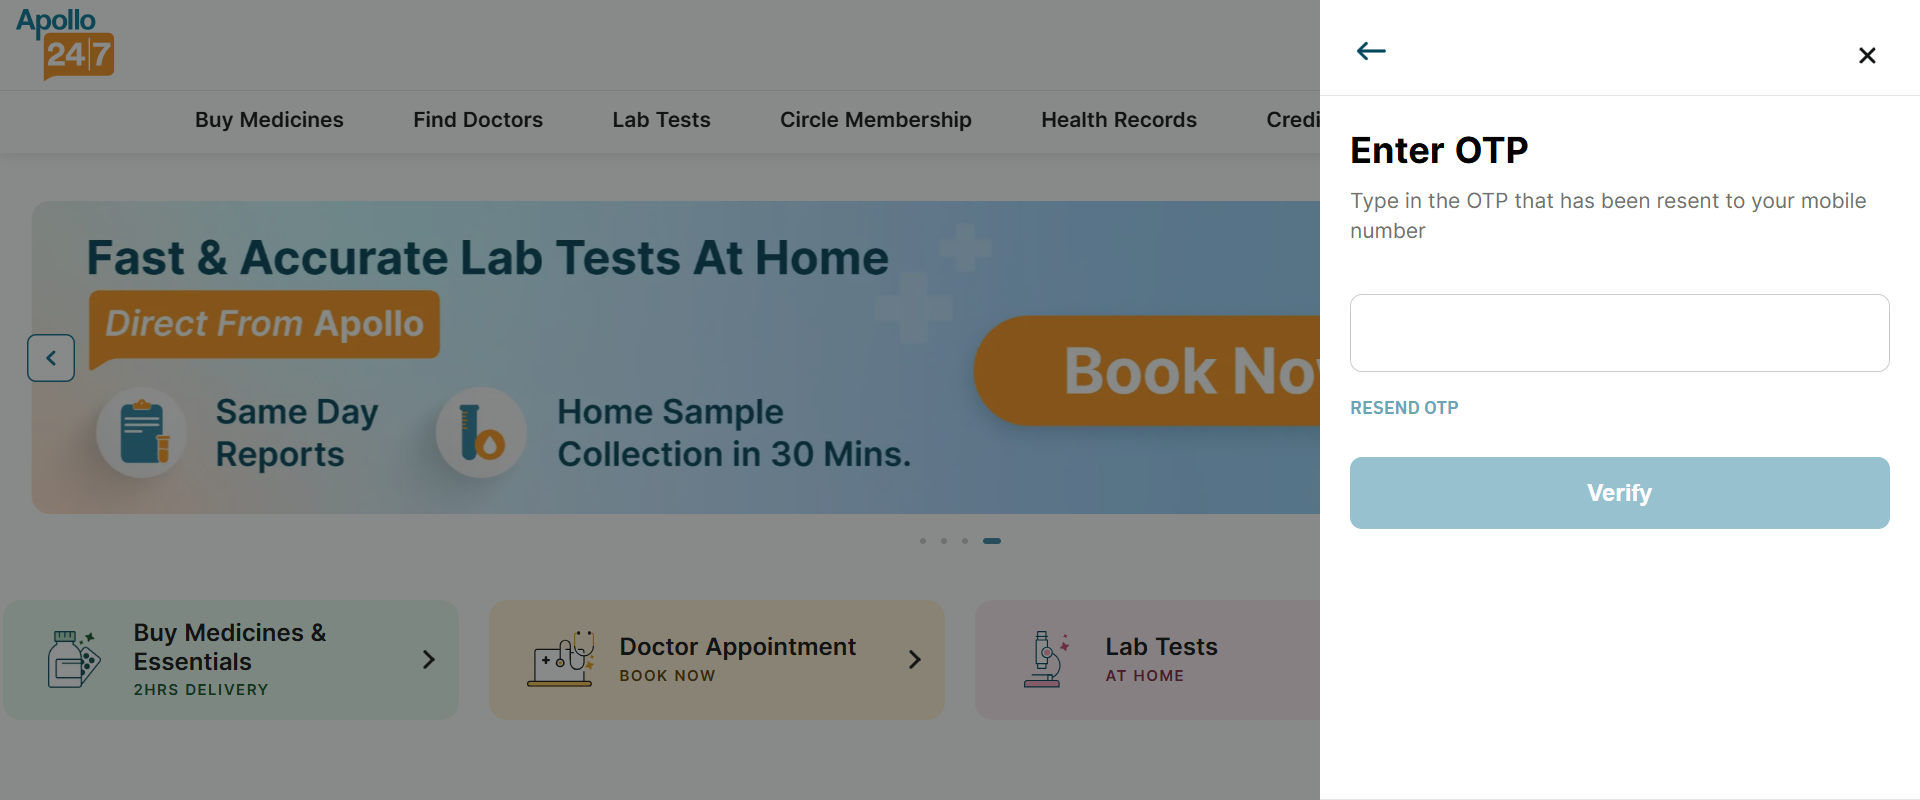 Apollo
24|7
Buy Medicines
Find Doctors
Lab Tests
Circle Membership
Health Records
Fast & Accurate Lab Tests At Home
Direct From Apollo
Same Day
Reports
Home Sample
Collection in 30 Mins.
Book
Buy Medicines &
Essentials
2HRS DELIVERY
Doctor Appointment
BOOK NOW
Lab Tests
AT HOME
Enter OTP
Type in the OTP that has been resent to your mobile
number
RESEND OTP
Verify